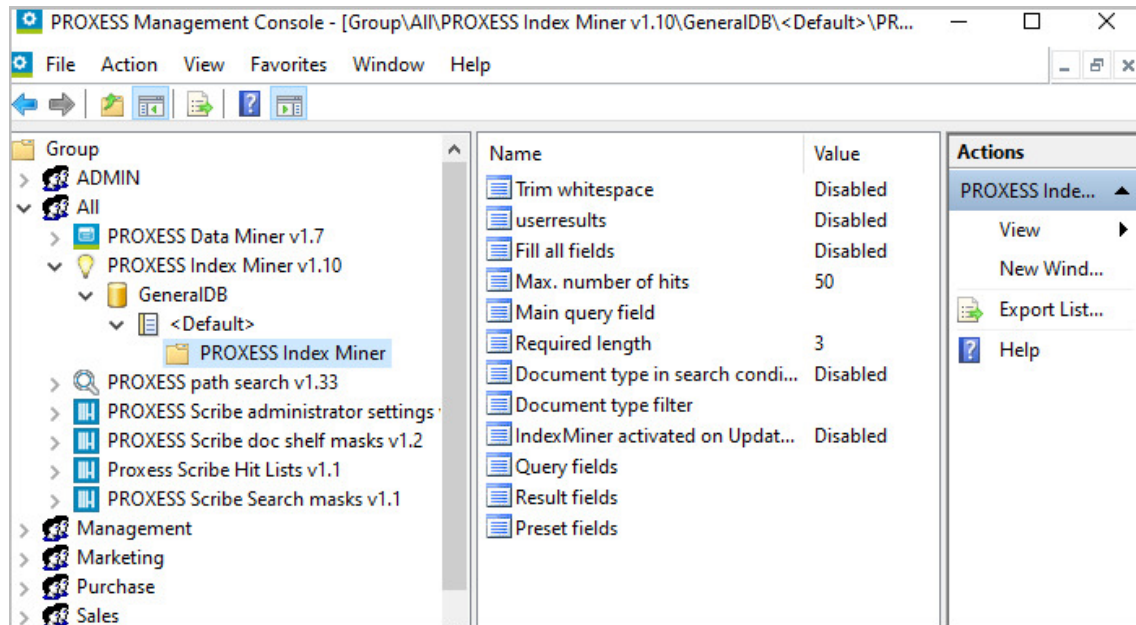 PROXESS Management Console - [Group\All\PROXESS Index Miner v1.10\GeneralDB\<Default>\PR...
File Action View Favorites Window Help
Group
ADMIN
All
PROXESS Data Miner v1.7
PROXESS Index Miner v1.10
GeneralDB
<Default>
PROXESS Index Miner
PROXESS path search v1.33
PROXESS Scribe administrator settings
PROXESS Scribe doc shelf masks v1.2
Proxess Scribe Hit Lists v1.1
PROXESS Scribe Search masks v1.1
Management
Marketing
Purchase
Sales
Name Value
Trim whitespace Disabled
userresults Disabled
Fill all fields Disabled
Max. number of hits 50
Main query field
Required length 3
Document type in search condi... Disabled
Document type filter
IndexMiner activated on Updat... Disabled
Query fields
Result fields
Preset fields
Actions
PROXESS Inde...
View
New Wind...
Export List...
Help